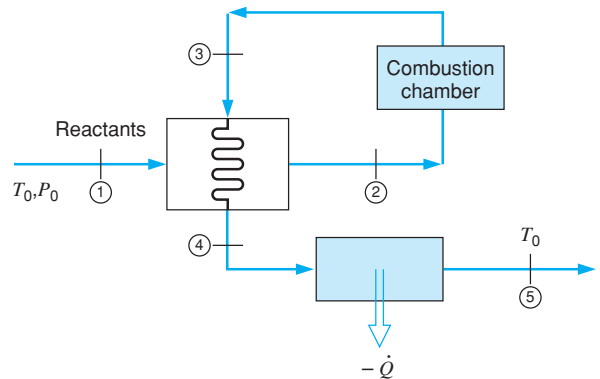 3
Combustion
chamber
Reactants
1
T₀,P₀
2
4
T₀
5
− Q̇